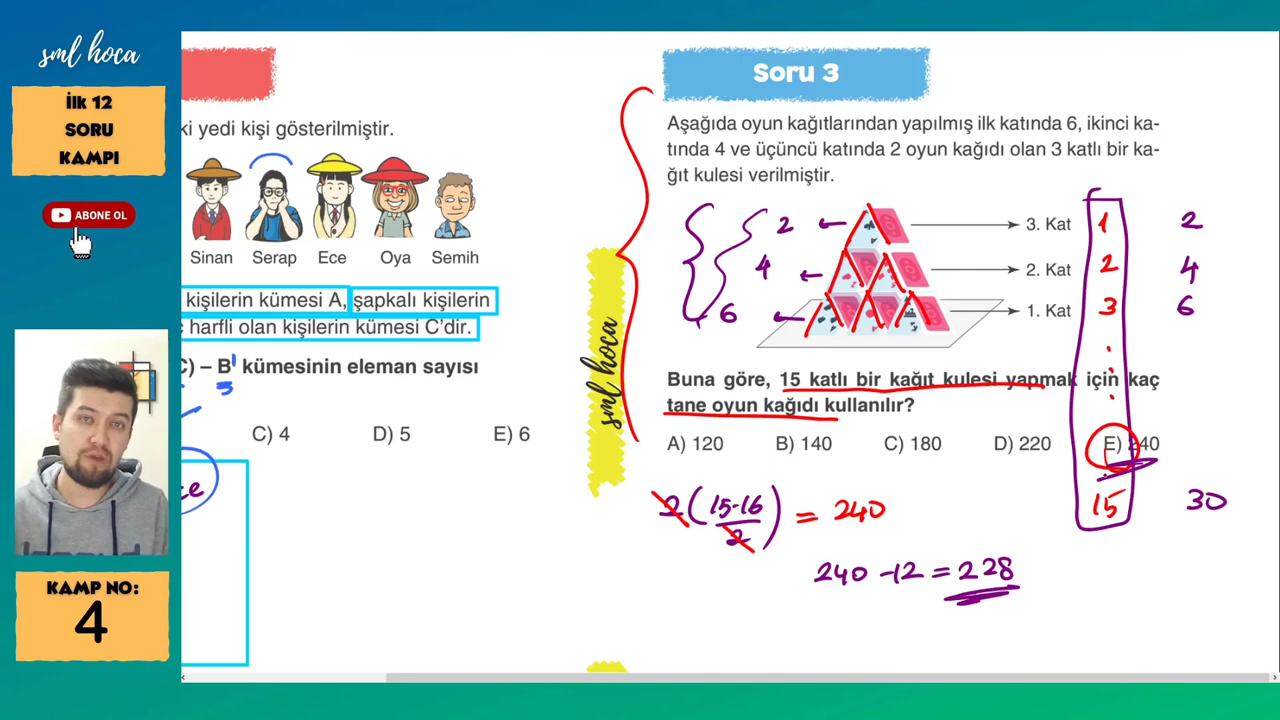 sml hoca
İlk 12
SORU
KAMPI
ABONE OL
KAMP NO:
4
ki yedi kişi gösterilmiştir.
Sinan Serap Ece Oya Semih
kişilerin kümesi A, şapkalı kişilerin
harfli olan kişilerin kümesi C'dir.
C) – B' kümesinin eleman sayısı
3
C) 4 D) 5 E) 6
sml hoca
Soru 3
Aşağıda oyun kağıtlarından yapılmış ilk katında 6, ikinci ka-
tında 4 ve üçüncü katında 2 oyun kağıdı olan 3 katlı bir ka-
ğıt kulesi verilmiştir.
2 3. Kat 1 2
4 2. Kat 2 4
6 1. Kat 3 6
Buna göre, 15 katlı bir kağıt kulesi yapmak için kaç
tane oyun kağıdı kullanılır?
A) 120 B) 140 C) 180 D) 220 E) 240
2(15·16/2) = 240 15 30
240 - 12 = 228